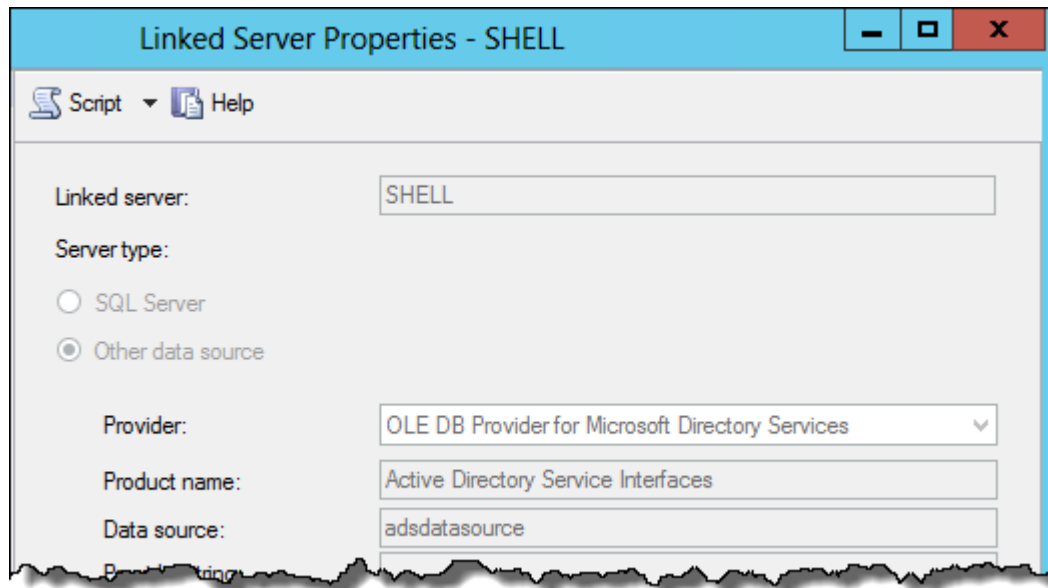 Linked Server Properties - SHELL
Script Help
Linked server: SHELL
Server type:
SQL Server
Other data source
Provider: OLE DB Provider for Microsoft Directory Services
Product name: Active Directory Service Interfaces
Data source: adsdatasource